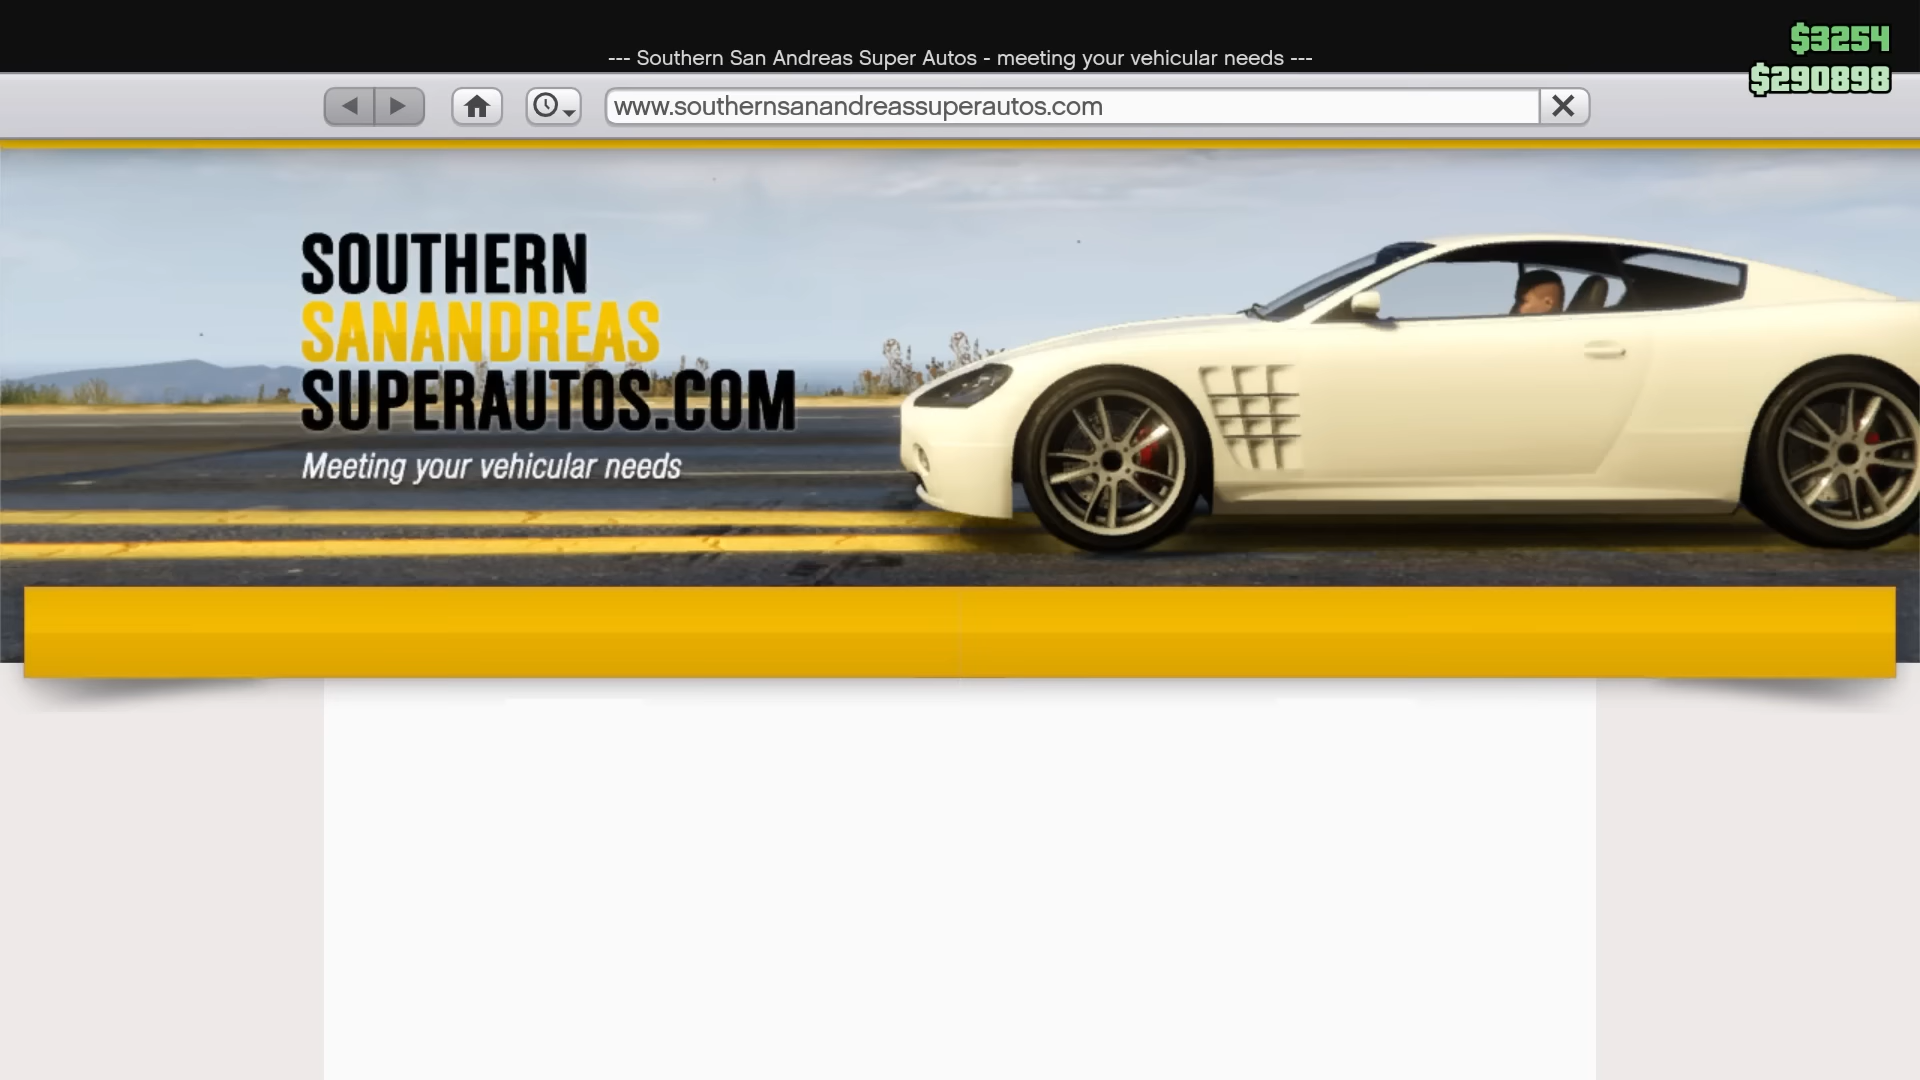 $3254
--- Southern San Andreas Super Autos - meeting your vehicular needs ---
$290898
www.southernsanandreassuperautos.com
SOUTHERN
SANANDREAS
SUPERAUTOS.COM
Meeting your vehicular needs